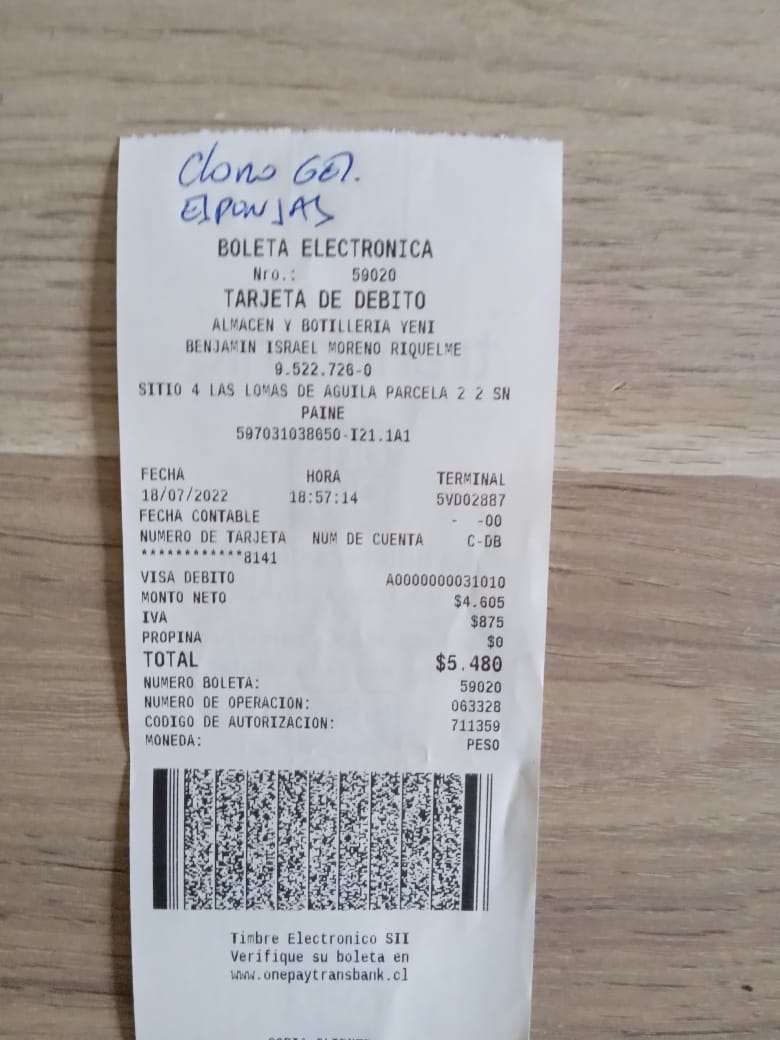 Cloro GEL.
ESPONJAS
BOLETA ELECTRONICA
Nro.: 59020
TARJETA DE DEBITO
ALMACEN Y BOTILLERIA YENI
BENJAMIN ISRAEL MORENO RIQUELME
9.522.726-0
SITIO 4 LAS LOMAS DE AGUILA PARCELA 2 2 SN
PAINE
597031038650-I21.1A1
FECHA HORA TERMINAL
18/07/2022 18:57:14 5VD02887
FECHA CONTABLE - -00
NUMERO DE TARJETA NUM DE CUENTA C-DB
************8141
VISA DEBITO A0000000031010
MONTO NETO $4.605
IVA $875
PROPINA $0
TOTAL $5.480
NUMERO BOLETA: 59020
NUMERO DE OPERACION: 063328
CODIGO DE AUTORIZACION: 711359
MONEDA: PESO
Timbre Electronico SII
Verifique su boleta en
www.onepaytransbank.cl